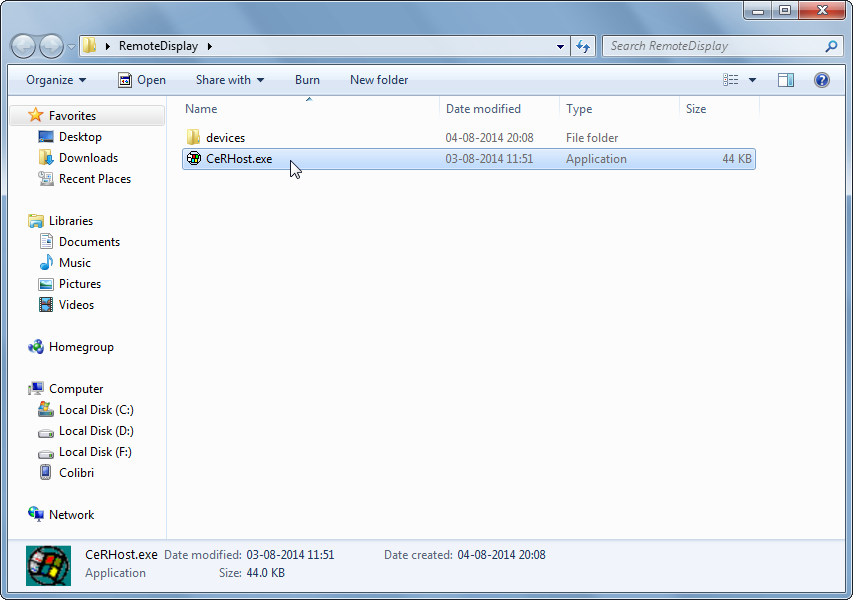 RemoteDisplay
Search RemoteDisplay
Organize Open Share with Burn New folder
Name Date modified Type Size
devices 04-08-2014 20:08 File folder
CeRHost.exe 03-08-2014 11:51 Application 44 KB
Favorites
Desktop
Downloads
Recent Places
Libraries
Documents
Music
Pictures
Videos
Homegroup
Computer
Local Disk (C:)
Local Disk (D:)
Local Disk (F:)
Colibri
Network
CeRHost.exe Date modified: 03-08-2014 11:51 Date created: 04-08-2014 20:08
Application Size: 44.0 KB